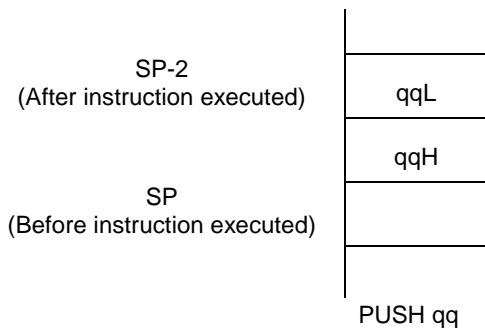 SP-2
(After instruction executed)
qqL
qqH
SP
(Before instruction executed)
PUSH qq